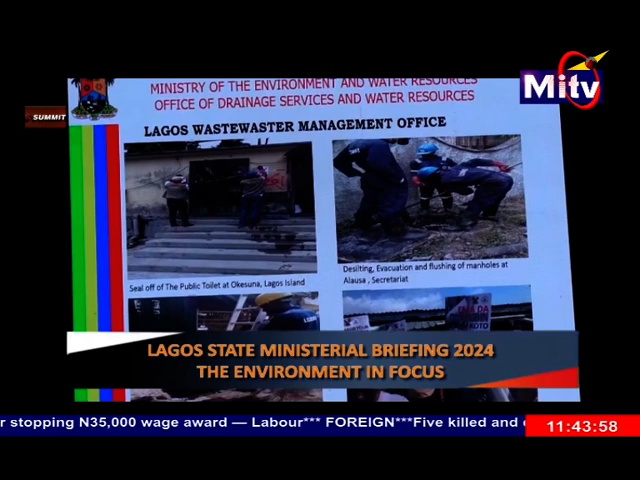 MINISTRY OF THE ENVIRONMENT AND WATER RESOURCES
OFFICE OF DRAINAGE SERVICES AND WATER RESOURCES
Mitv
SUMMIT
LAGOS WASTEWASTER MANAGEMENT OFFICE
Seal off of The Public Toilet at Okesuna, Lagos Island
Desilting, Evacuation and flushing of manholes at
Alausa , Secretariat
LAGOS STATE MINISTERIAL BRIEFING 2024
THE ENVIRONMENT IN FOCUS
r stopping N35,000 wage award — Labour*** FOREIGN***Five killed and
11:43:58